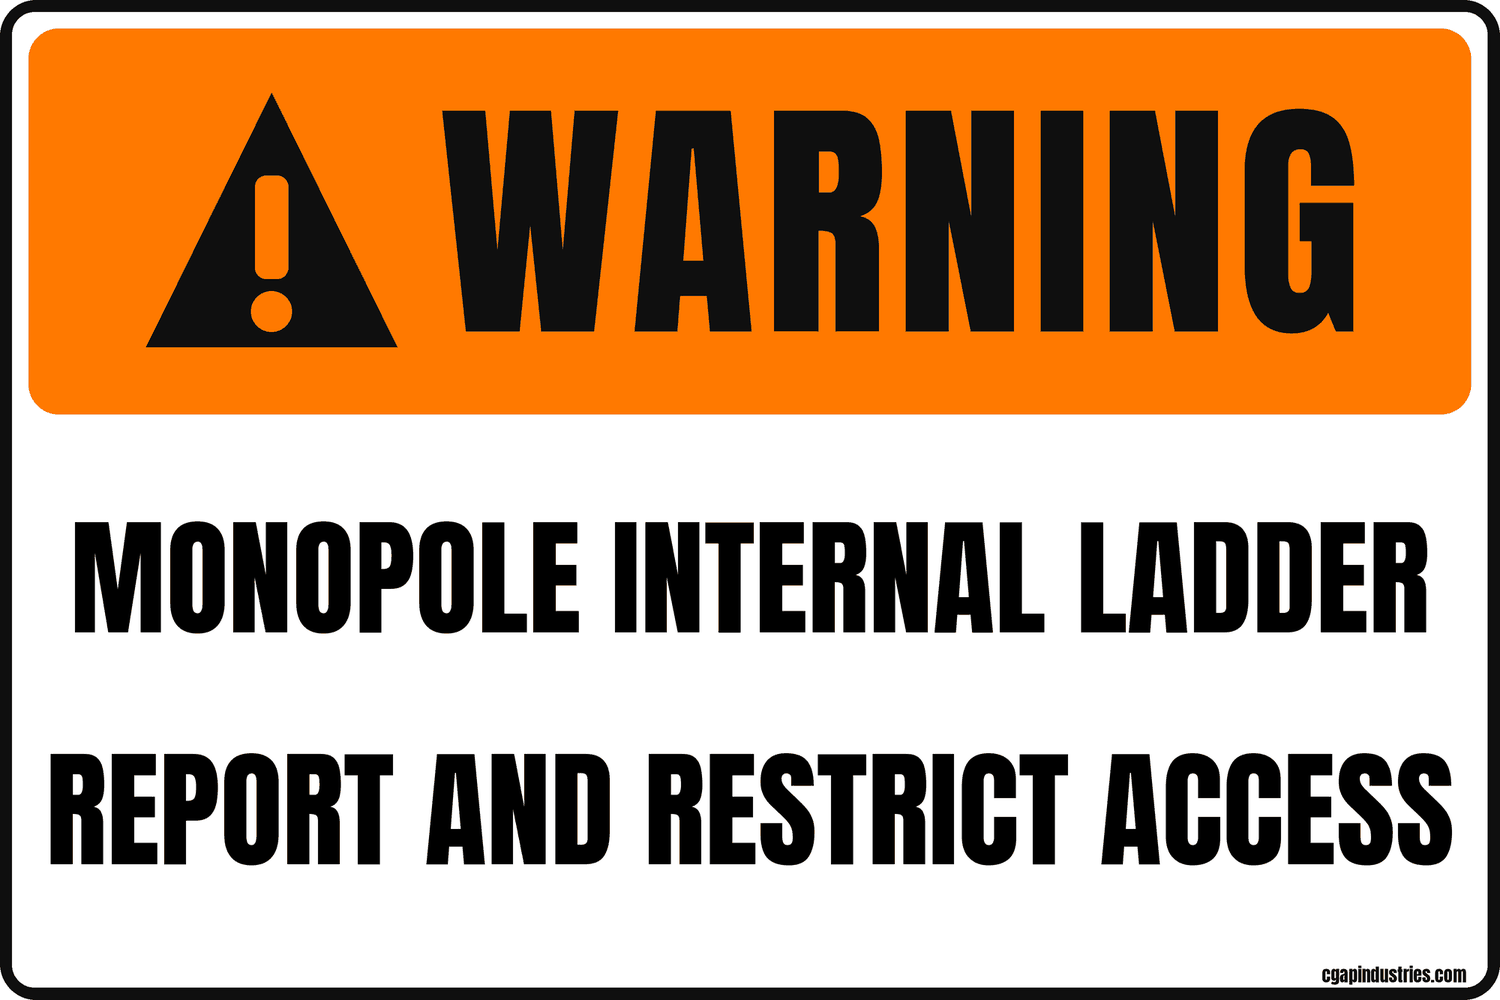 WARNING
MONOPOLE INTERNAL LADDER
REPORT AND RESTRICT ACCESS
cgapindustries.com